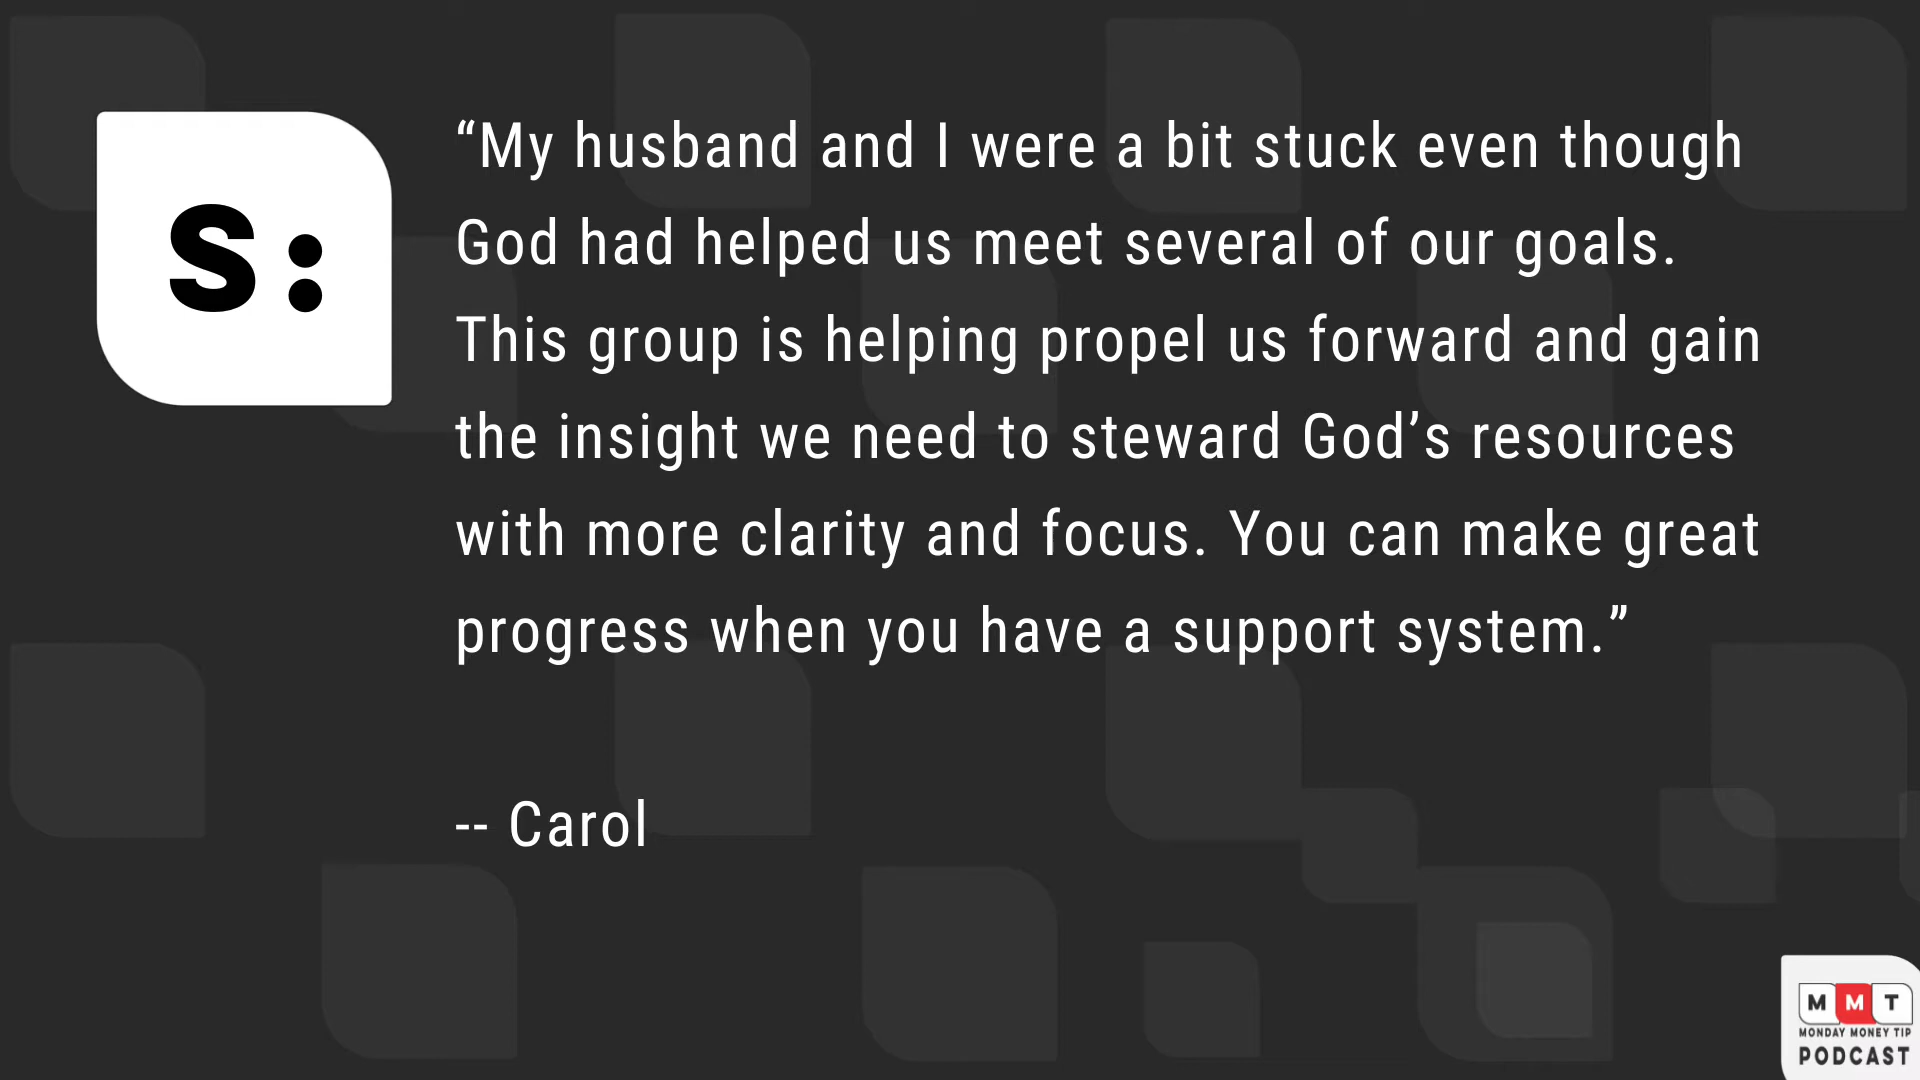 S:
“My husband and I were a bit stuck even though
God had helped us meet several of our goals.
This group is helping propel us forward and gain
the insight we need to steward God’s resources
with more clarity and focus. You can make great
progress when you have a support system.”
-- Carol
M M T
MONDAY MONEY TIP
PODCAST